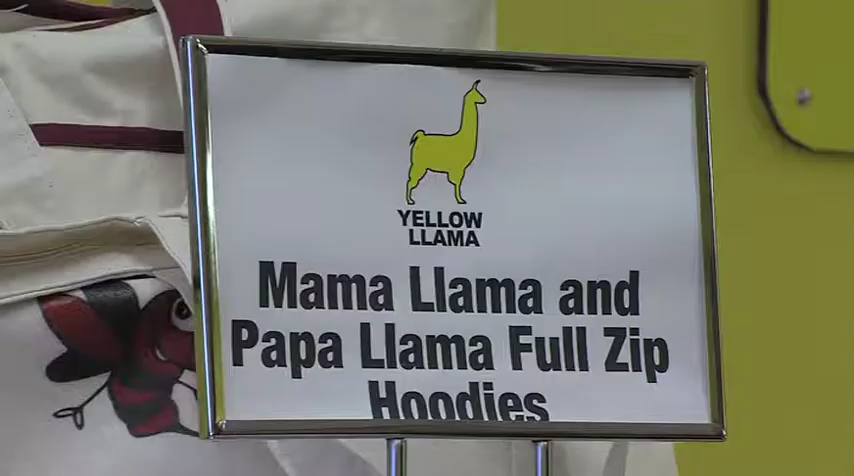 YELLOW
LLAMA
Mama Llama and
Papa Llama Full Zip
Hoodies